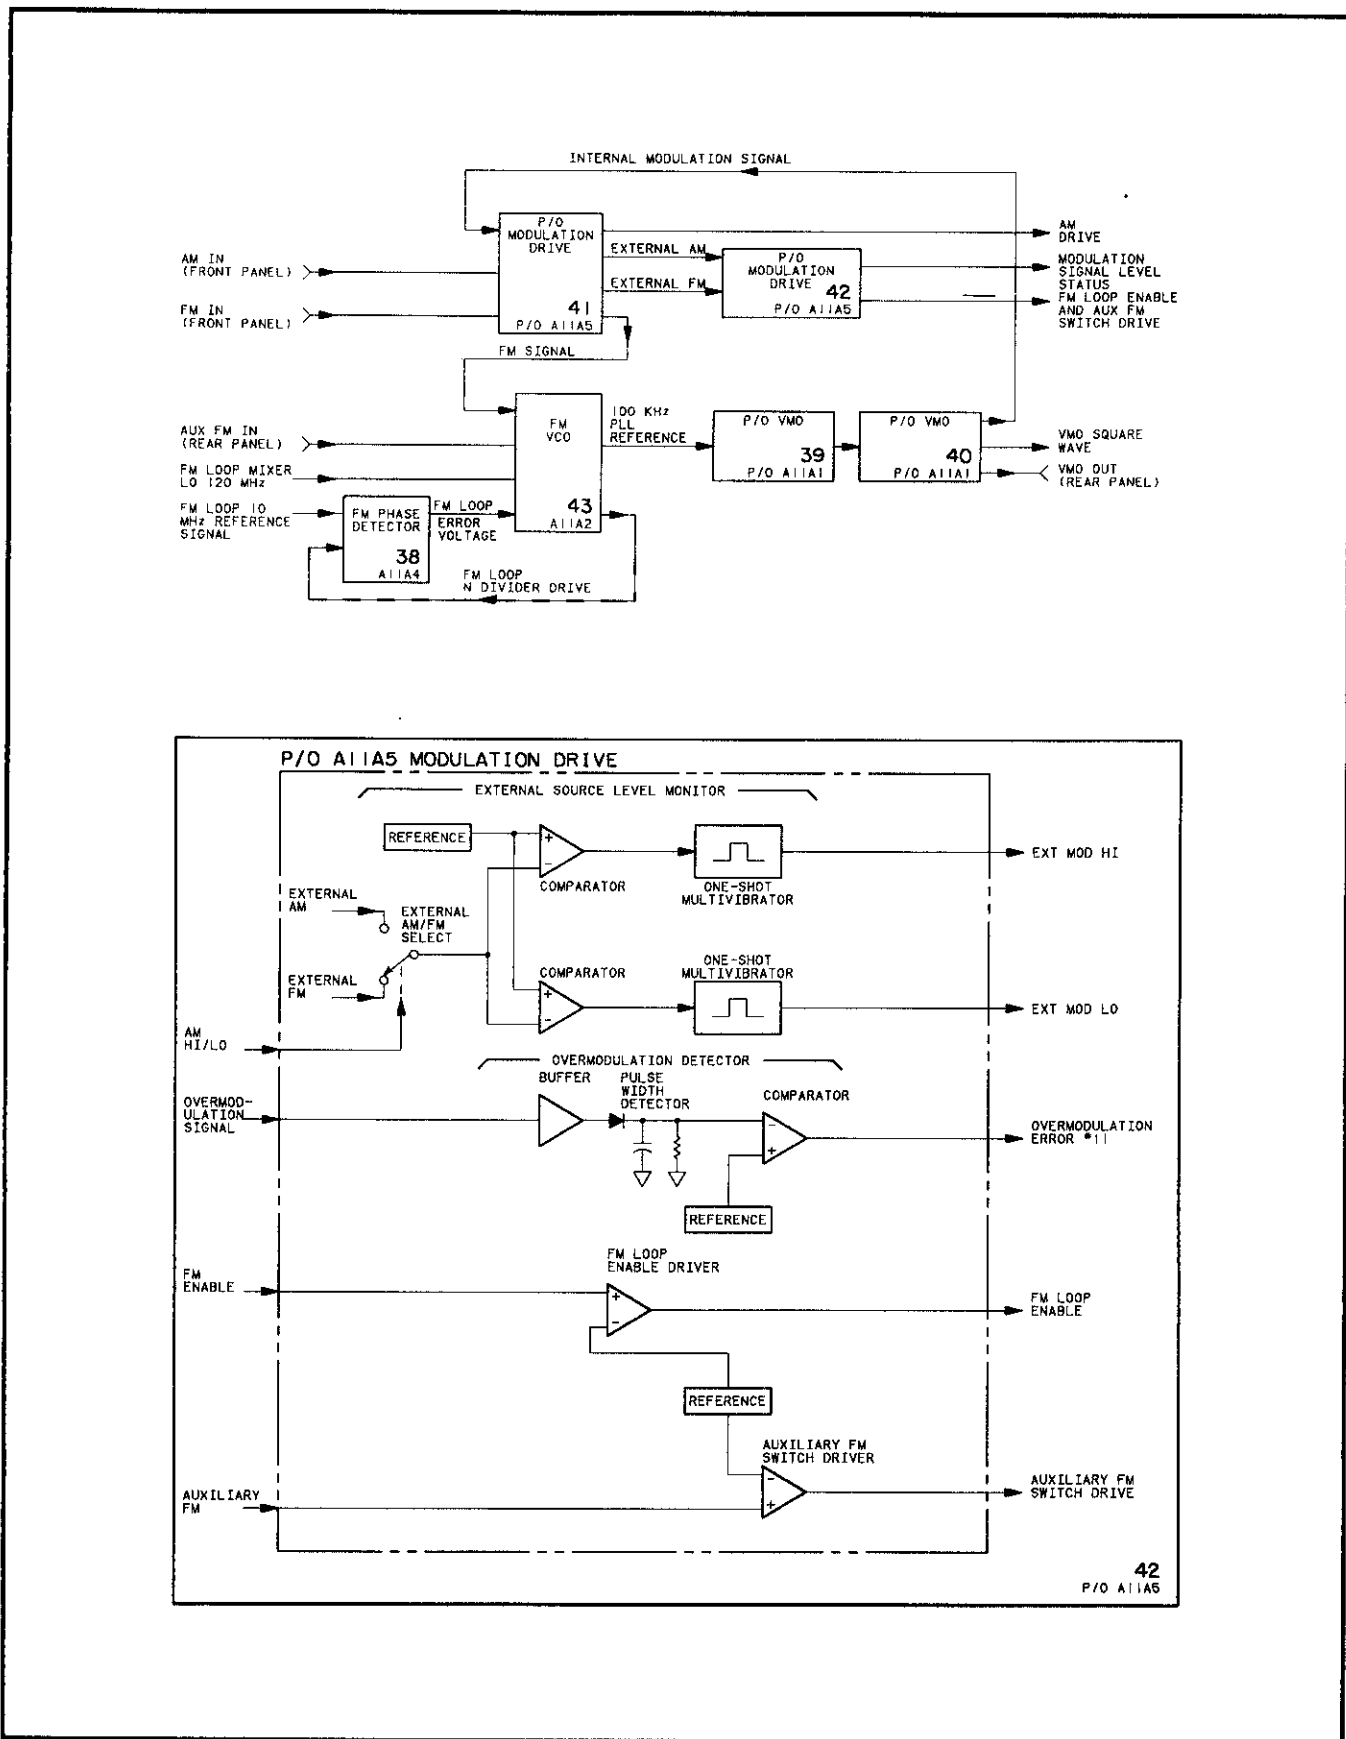 INTERNAL MODULATION SIGNAL
P/O
MODULATION
DRIVE
41
P/O A11A5
AM IN
(FRONT PANEL)
FM IN
(FRONT PANEL)
EXTERNAL AM
EXTERNAL FM
P/O
MODULATION
DRIVE
42
P/O A11A5
AM
DRIVE
MODULATION
SIGNAL LEVEL
STATUS
FM LOOP ENABLE
AND AUX FM
SWITCH DRIVE
FM SIGNAL
AUX FM IN
(REAR PANEL)
FM LOOP MIXER
LO 120 MHz
FM LOOP 10
MHz REFERENCE
SIGNAL
FM PHASE
DETECTOR
38
A11A4
FM LOOP
ERROR
VOLTAGE
FM
VCO
43
A11A2
FM LOOP
N DIVIDER DRIVE
100 KHz
PLL
REFERENCE
P/O VMO
39
P/O A11A1
P/O VMO
40
P/O A11A1
VMO SQUARE
WAVE
VMO OUT
(REAR PANEL)
P/O A11A5 MODULATION DRIVE
EXTERNAL SOURCE LEVEL MONITOR
REFERENCE
+
-
COMPARATOR
ONE-SHOT
MULTIVIBRATOR
EXT MOD HI
EXTERNAL
AM
EXTERNAL
AM/FM
SELECT
EXTERNAL
FM
COMPARATOR
+
-
ONE-SHOT
MULTIVIBRATOR
EXT MOD LO
AM
HI/LO
OVERMODULATION DETECTOR
BUFFER
PULSE
WIDTH
DETECTOR
COMPARATOR
-
+
REFERENCE
OVERMOD-
ULATION
SIGNAL
OVERMODULATION
ERROR #11
FM LOOP
ENABLE DRIVER
FM
ENABLE
+
-
FM LOOP
ENABLE
REFERENCE
AUXILIARY FM
SWITCH DRIVER
-
+
AUXILIARY
FM
AUXILIARY FM
SWITCH DRIVE
42
P/O A11A5